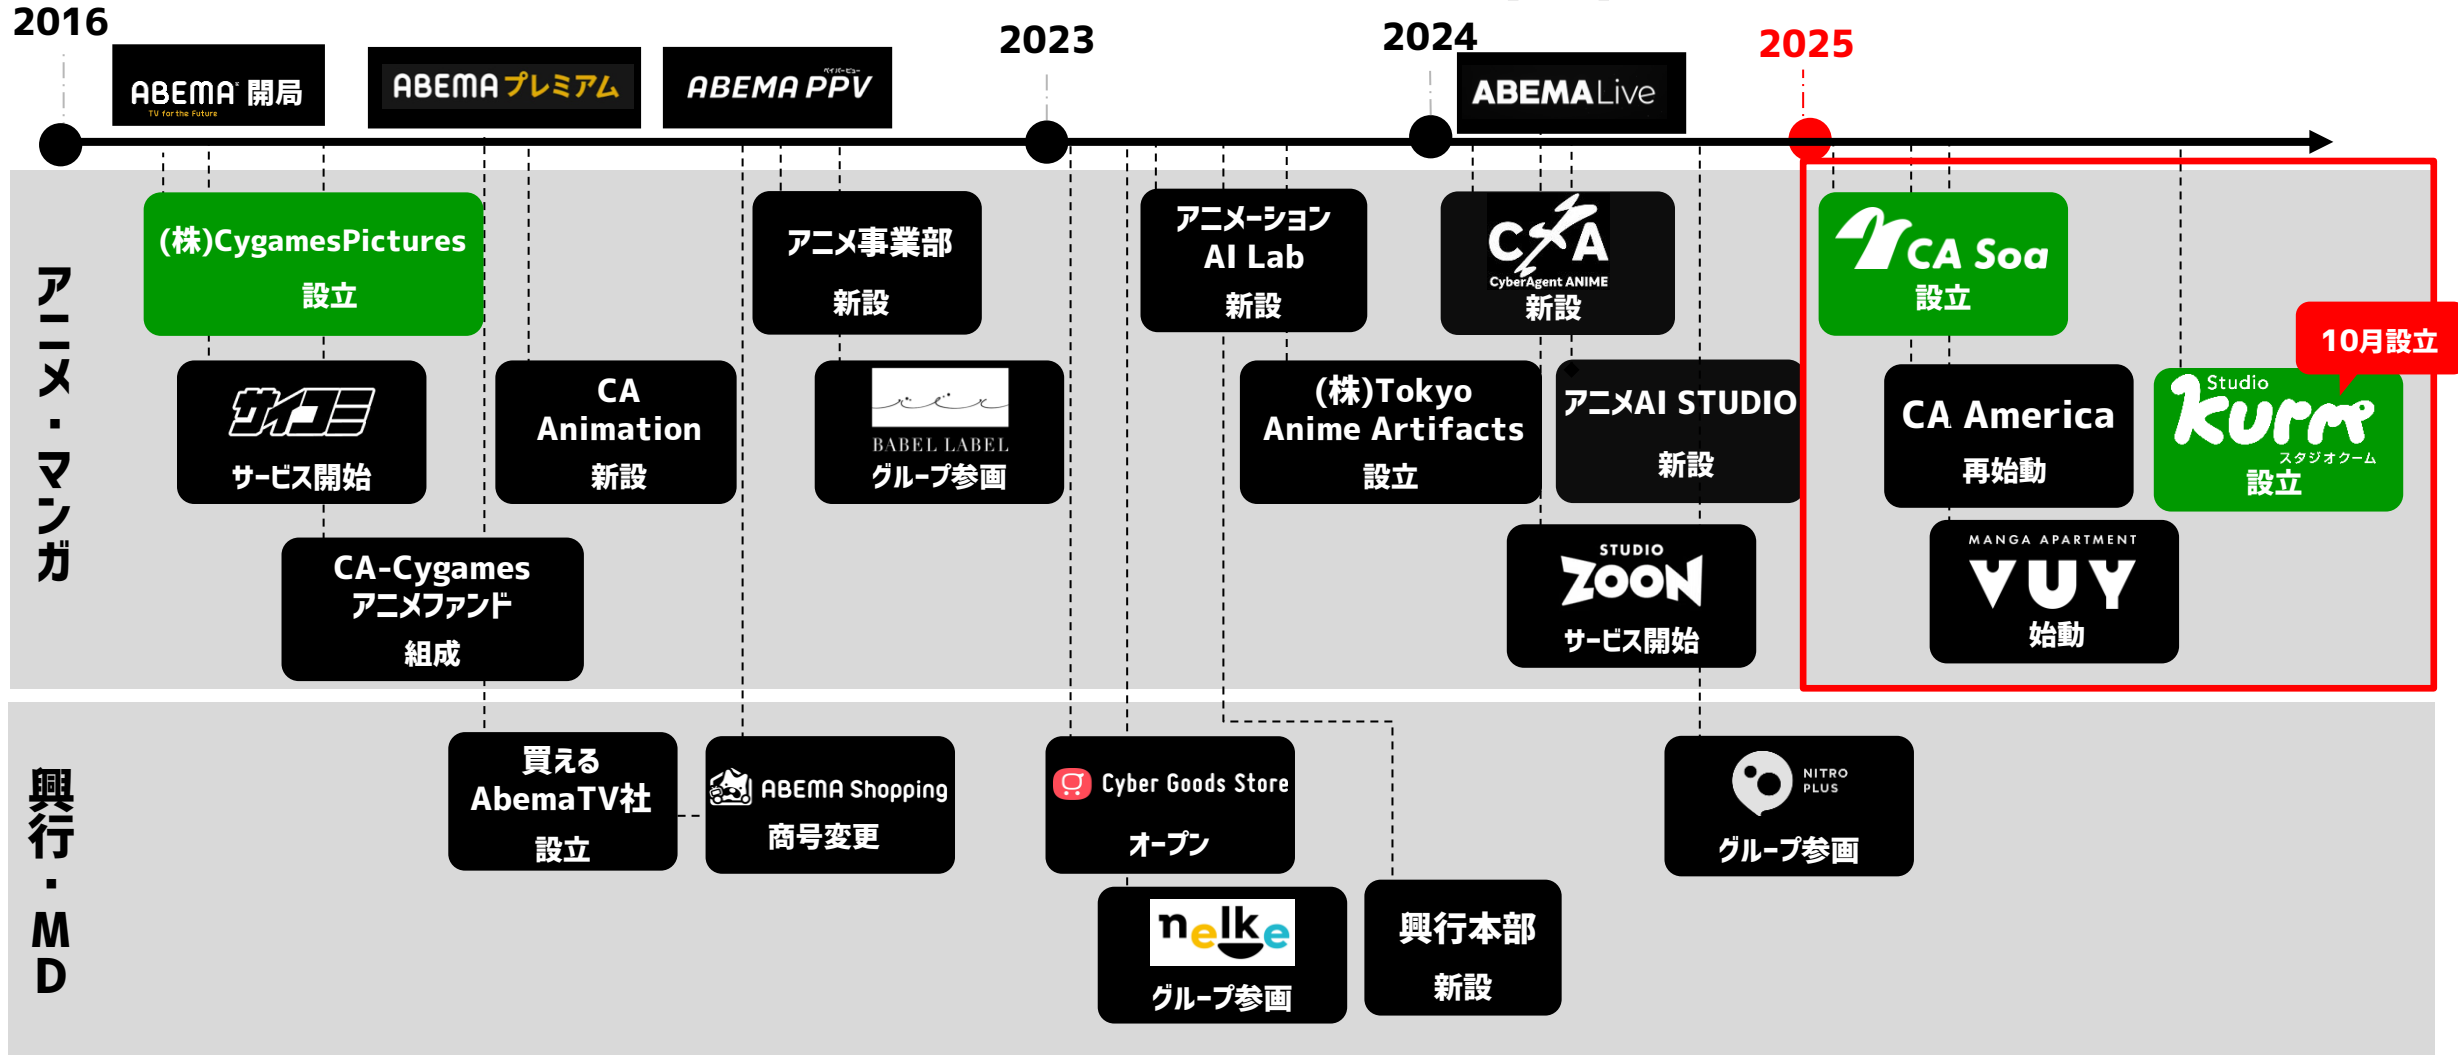 2016
2023
2024
2025
ABEMA 開局
TV for the Future
ABEMA プレミアム
ペイパービュー
ABEMA PPV
ABEMA Live
アニメ・マンガ
(株)CygamesPictures
設立
アニメ事業部
新設
アニメーション
AI Lab
新設
CXA
CyberAgent ANIME
新設
CA Soa
設立
10月設立
サイコミ
サービス開始
CA
Animation
新設
BABEL LABEL
グループ参画
(株)Tokyo
Anime Artifacts
設立
アニメAI STUDIO
新設
CA America
再始動
Studio
Kurm
スタジオクーム
設立
CA-Cygames
アニメファンド
組成
STUDIO
ZOON
サービス開始
MANGA APARTMENT
VUY
始動
興行・MD
買える
AbemaTV社
設立
ABEMA Shopping
商号変更
Cyber Goods Store
オープン
NITRO
PLUS
グループ参画
nelke
グループ参画
興行本部
新設